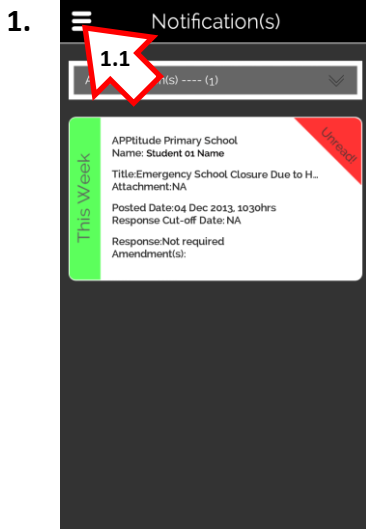 1.
Notification(s)
1.1
(s) ---- (1)
This Week
Unread!
APPtitude Primary School
Name: Student 01 Name
Title:Emergency School Closure Due to H...
Attachment:NA
Posted Date:04 Dec 2013, 1030hrs
Response Cut-off Date: NA
Response:Not required
Amendment(s):